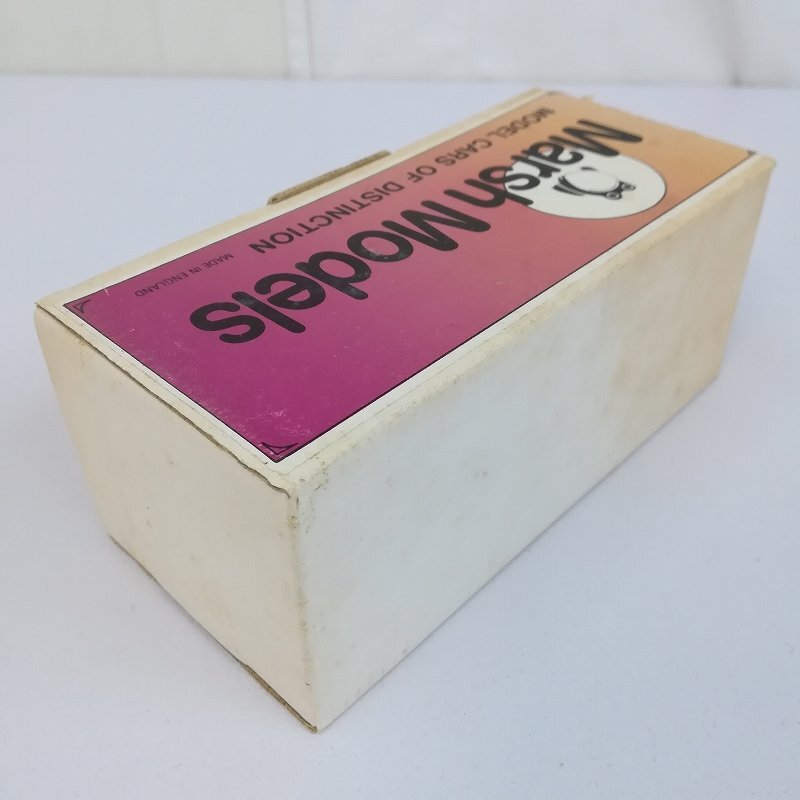 Marsh Models
MODEL CARS OF DISTINCTION
MADE IN ENGLAND